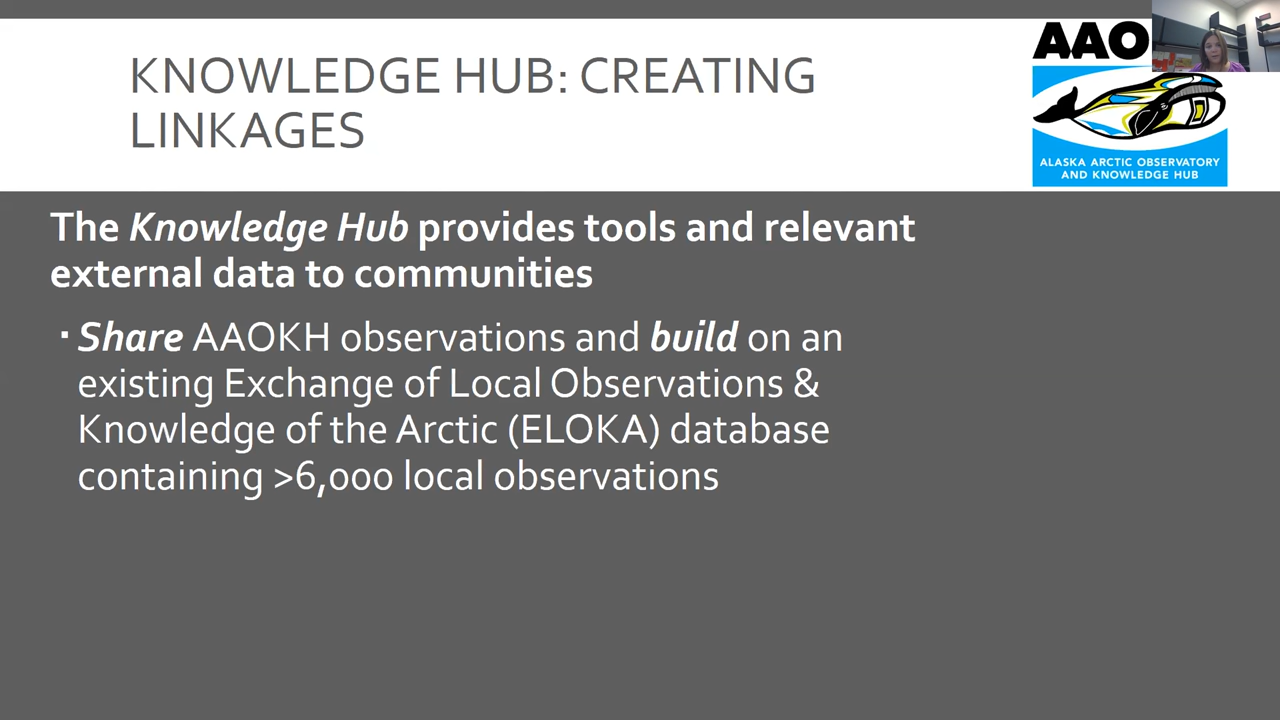 KNOWLEDGE HUB: CREATING
LINKAGES
AAO
ALASKA ARCTIC OBSERVATORY
AND KNOWLEDGE HUB
The Knowledge Hub provides tools and relevant
external data to communities
▪ Share AAOKH observations and build on an
existing Exchange of Local Observations &
Knowledge of the Arctic (ELOKA) database
containing >6,000 local observations